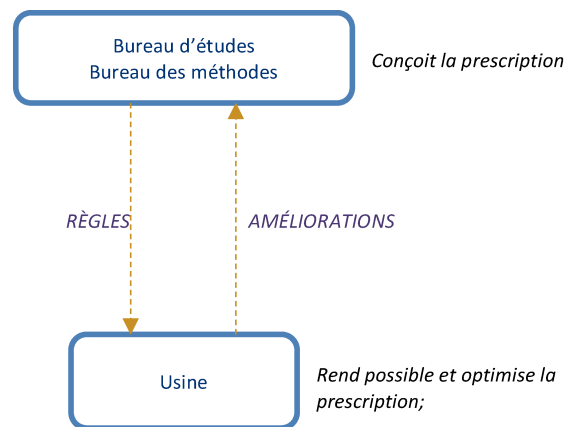 Bureau d’études
Bureau des méthodes
Conçoit la prescription
RÈGLES
AMÉLIORATIONS
Usine
Rend possible et optimise la
prescription;